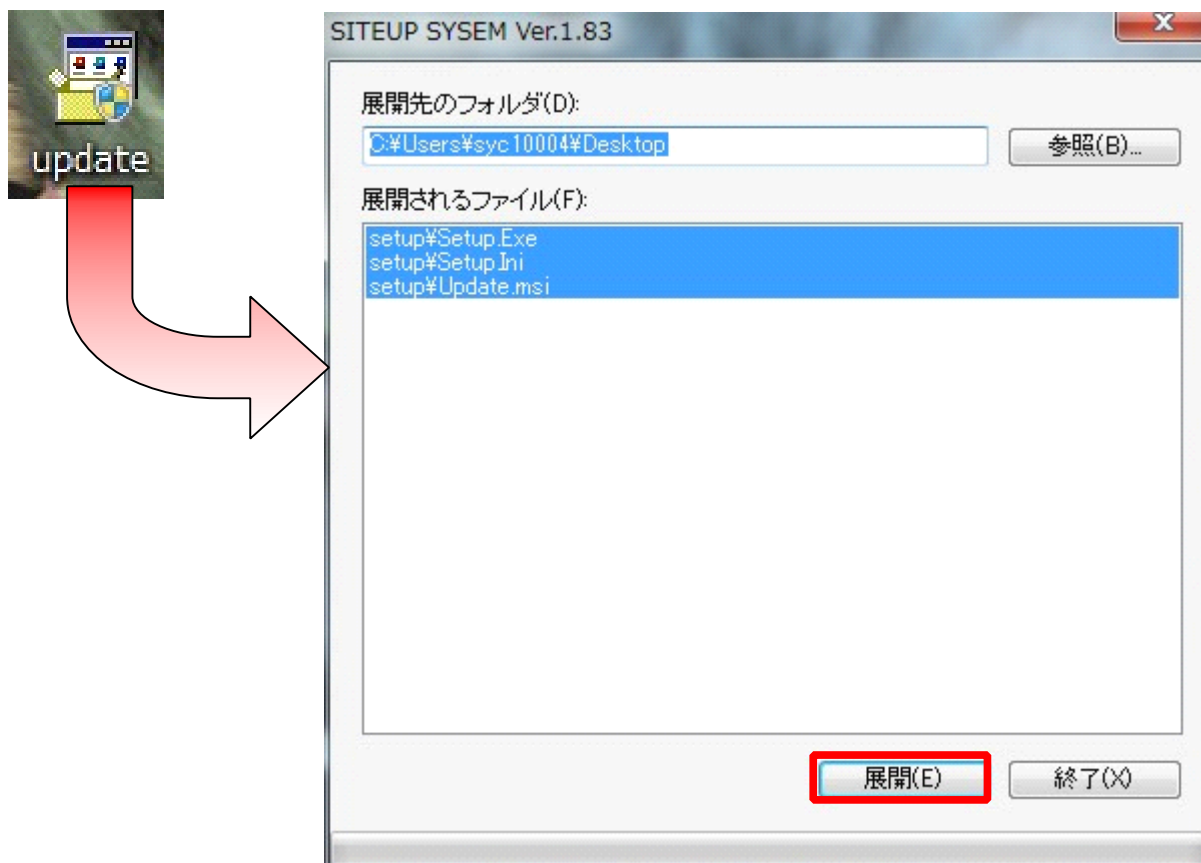 update
SITEUP SYSEM Ver.1.83
展開先のフォルダ(D):
C:¥Users¥syc10004¥Desktop
参照(B)...
展開されるファイル(F):
setup¥Setup.Exe
setup¥Setup.Ini
setup¥Update.msi
展開(E)
終了(X)